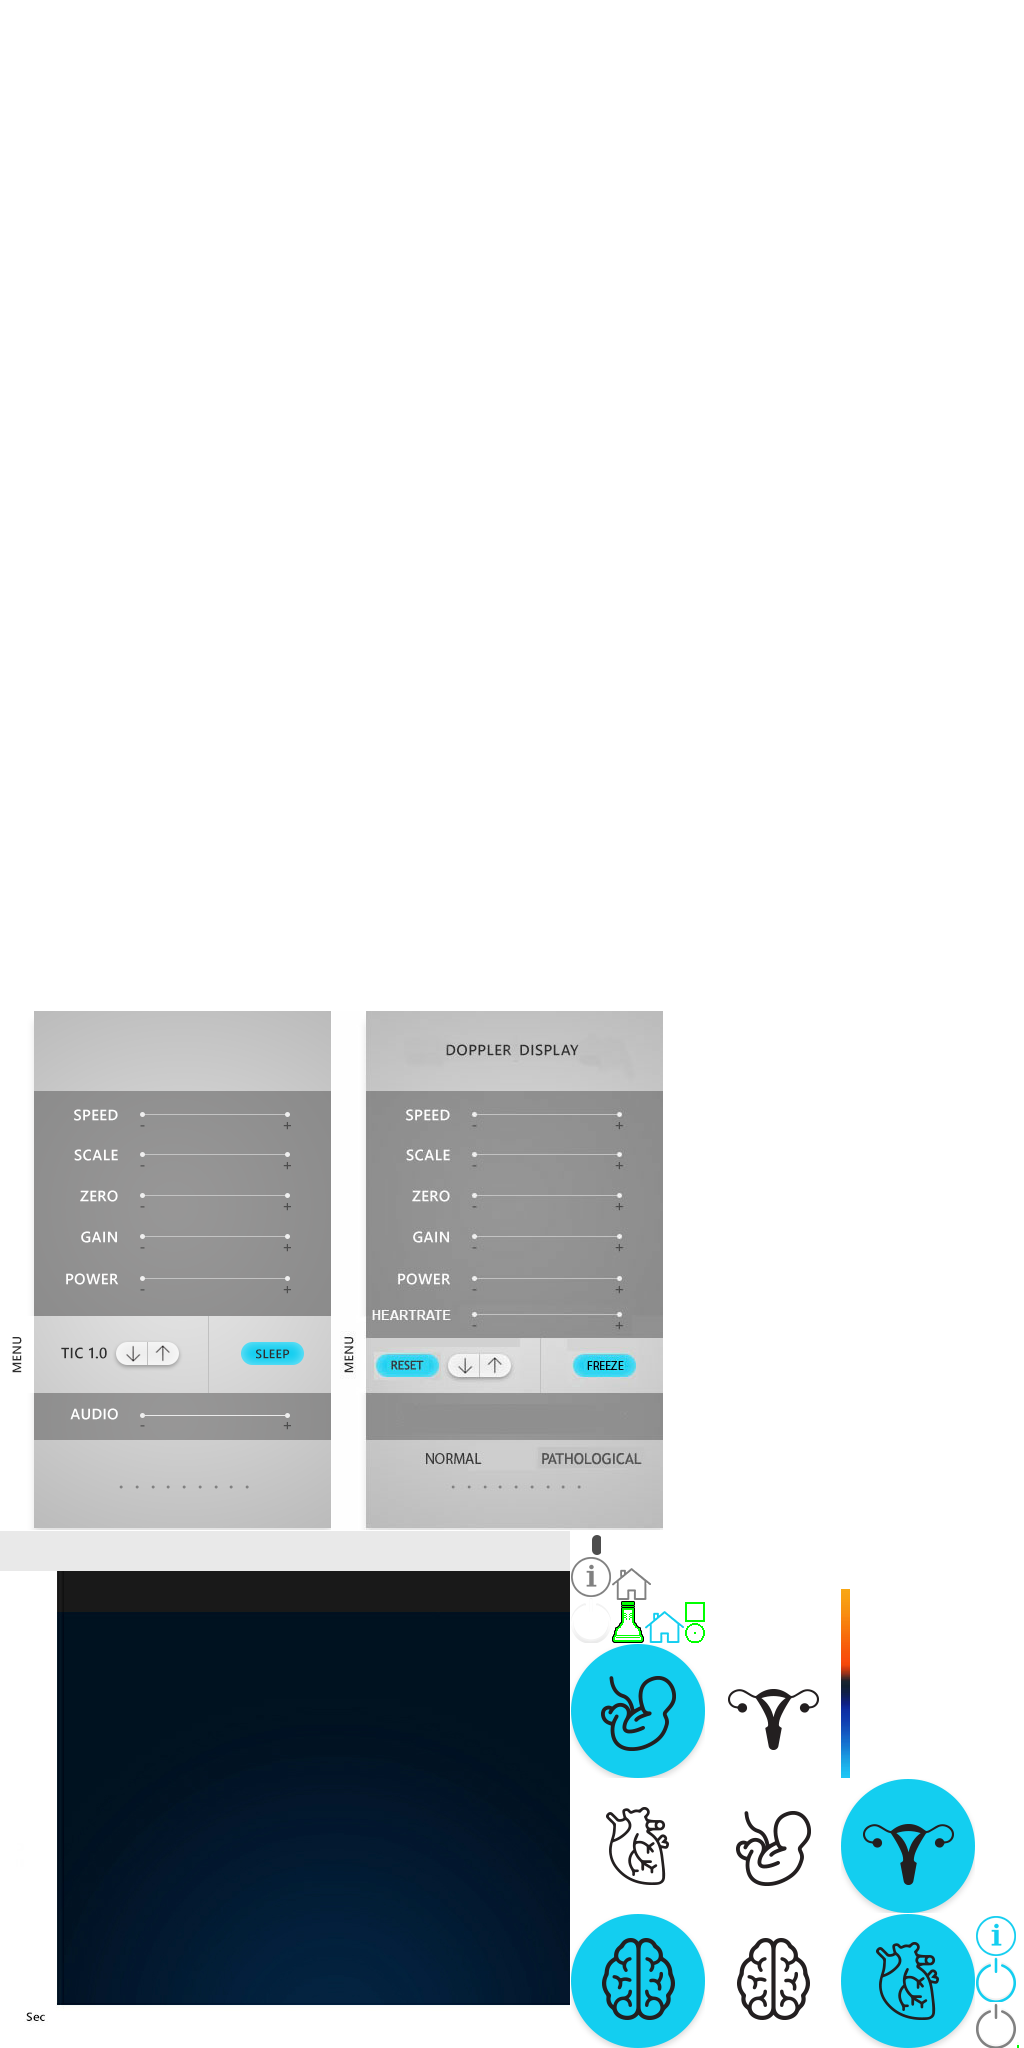 SPEED
- +
SCALE
- +
ZERO
- +
GAIN
- +
POWER
- +
MENU
TIC 1.0
SLEEP
AUDIO
- +
DOPPLER DISPLAY
SPEED
- +
SCALE
- +
ZERO
- +
GAIN
- +
POWER
- +
HEARTRATE
- +
MENU
RESET
FREEZE
NORMAL
PATHOLOGICAL
i
i
Sec